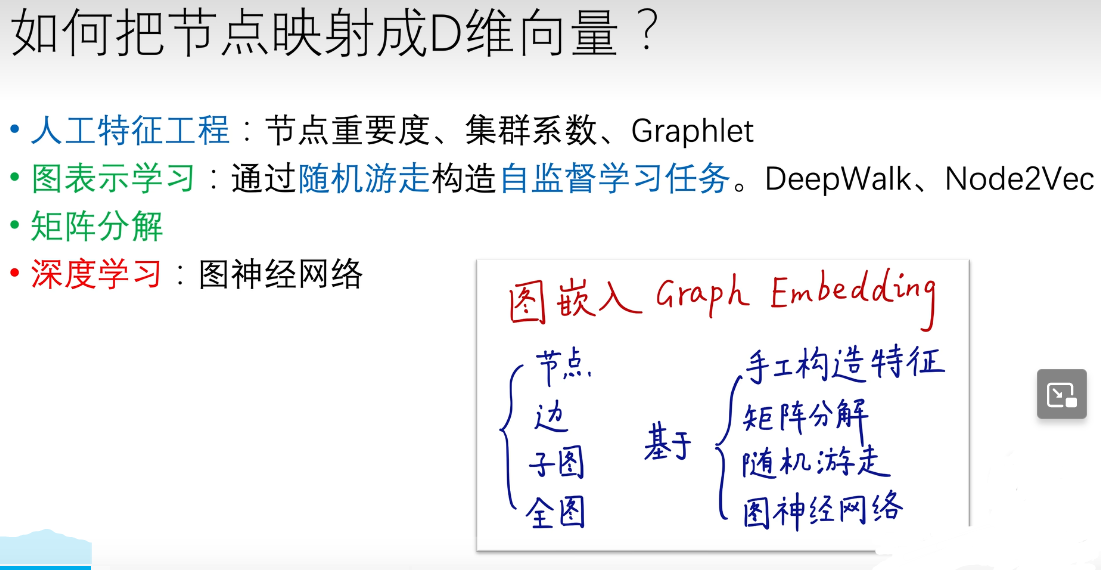 如何把节点映射成D维向量？
• 人工特征工程：节点重要度、集群系数、Graphlet
• 图表示学习：通过随机游走构造自监督学习任务。DeepWalk、Node2Vec
• 矩阵分解
• 深度学习：图神经网络
图嵌入 Graph Embedding
节点
边
子图
全图
基于
手工构造特征
矩阵分解
随机游走
图神经网络